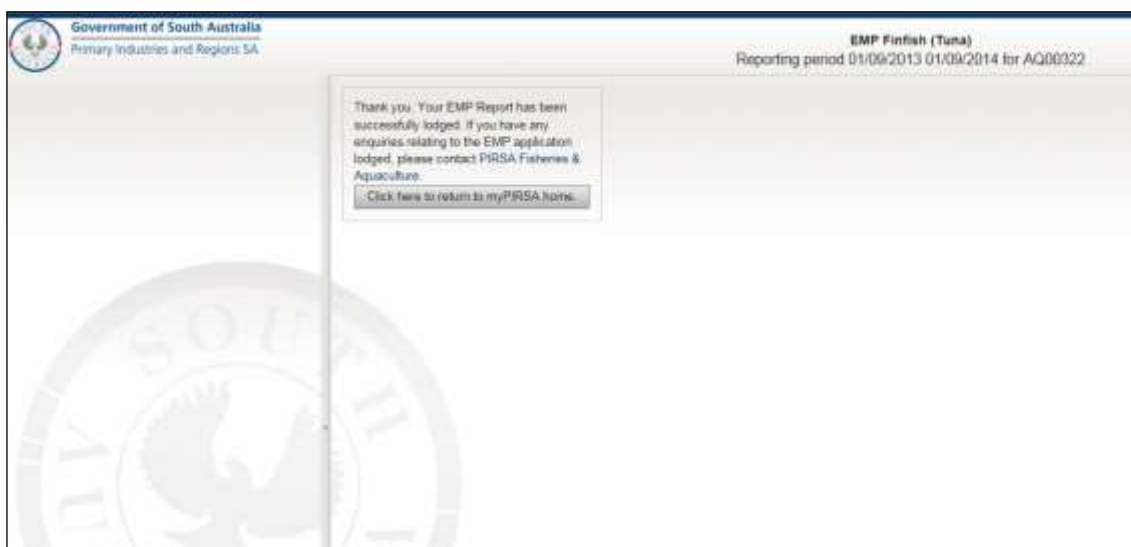 Government of South Australia
Primary Industries and Regions SA
EMP Finfish (Tuna)
Reporting period 01/09/2013 01/09/2014 for AQ00322
Thank you. Your EMP Report has been
successfully lodged. If you have any
enquiries relating to the EMP application
lodged, please contact PIRSA Fisheries &
Aquaculture.
Click here to return to myPIRSA home.
SOUTH
AU